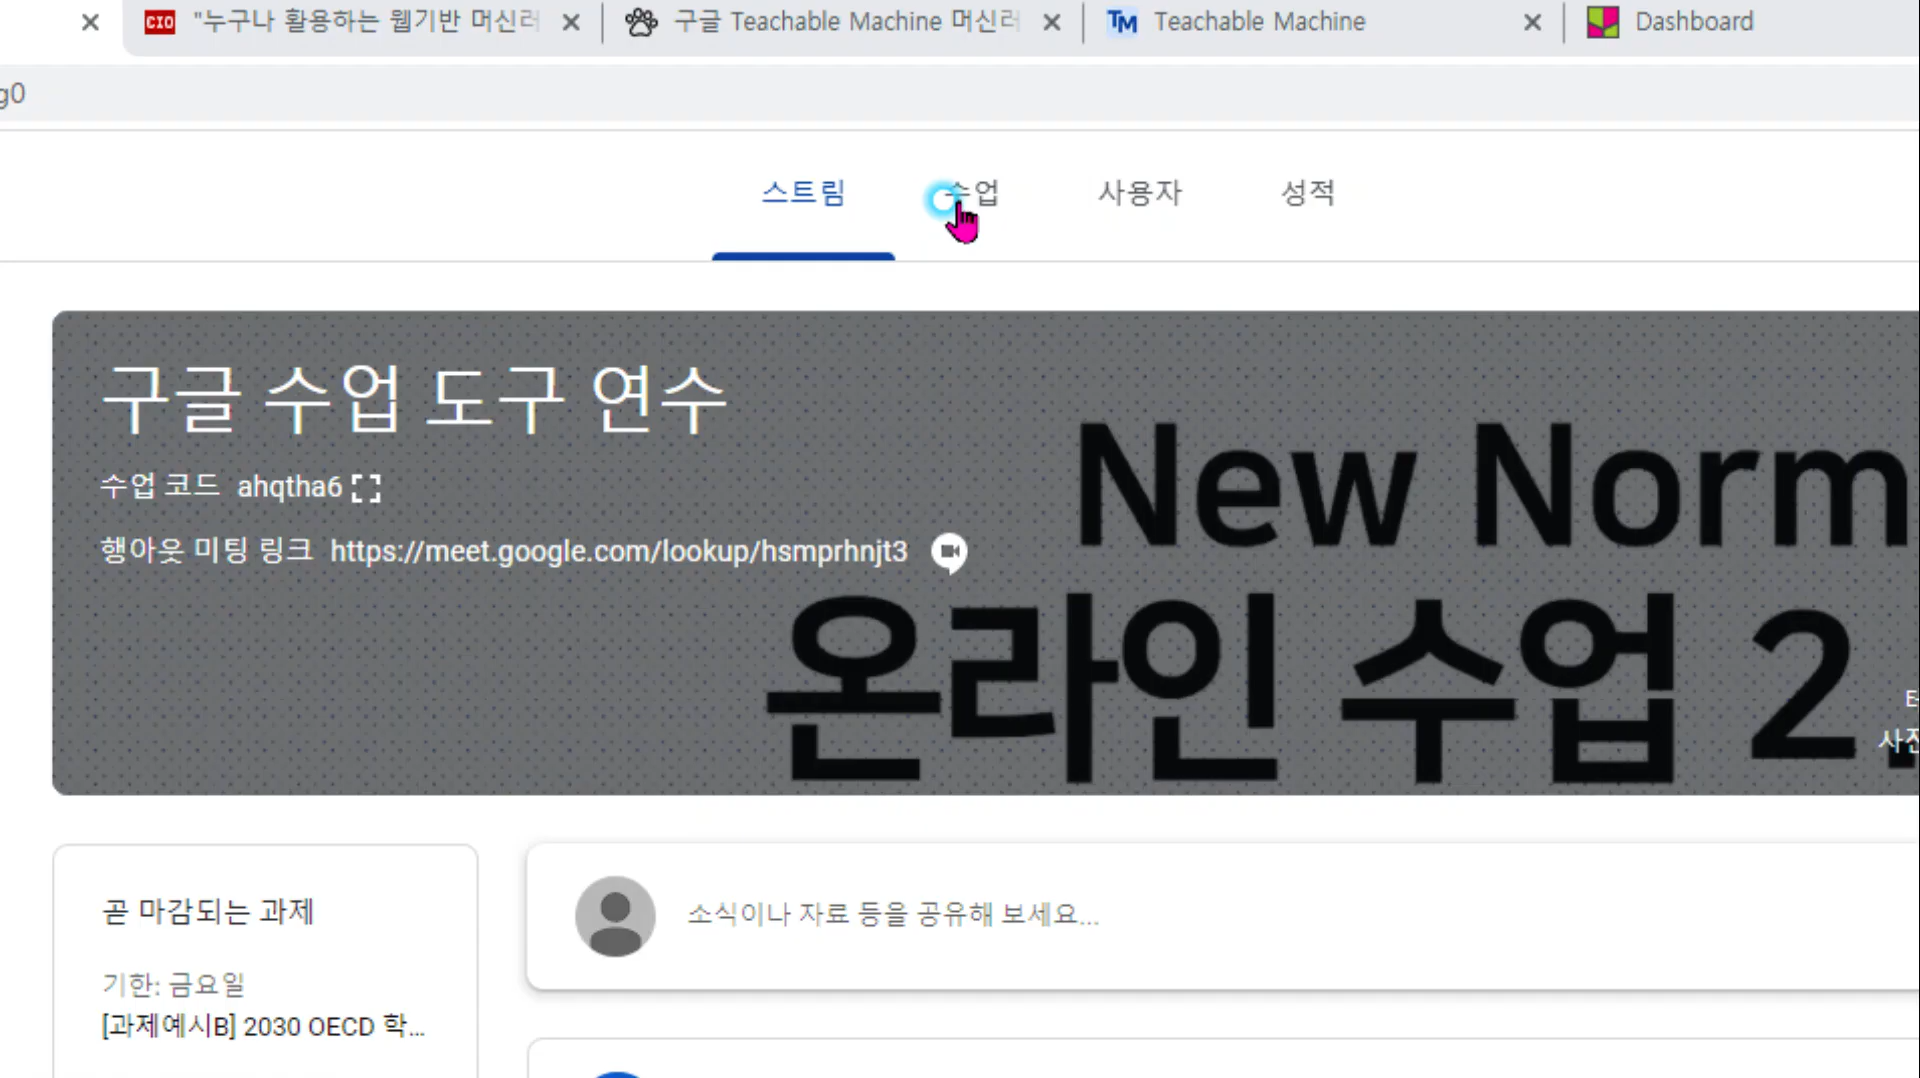 "누구나 활용하는 웹기반 머신러
구글 Teachable Machine 머신러
Teachable Machine
Dashboard
g0
스트림
수업
사용자
성적
구글 수업 도구 연수
수업 코드 ahqtha6
행아웃 미팅 링크 https://meet.google.com/lookup/hsmprhnjt3
New Norm
온라인 수업 2.
곧 마감되는 과제
소식이나 자료 등을 공유해 보세요...
기한: 금요일
[과제예시B] 2030 OECD 학...